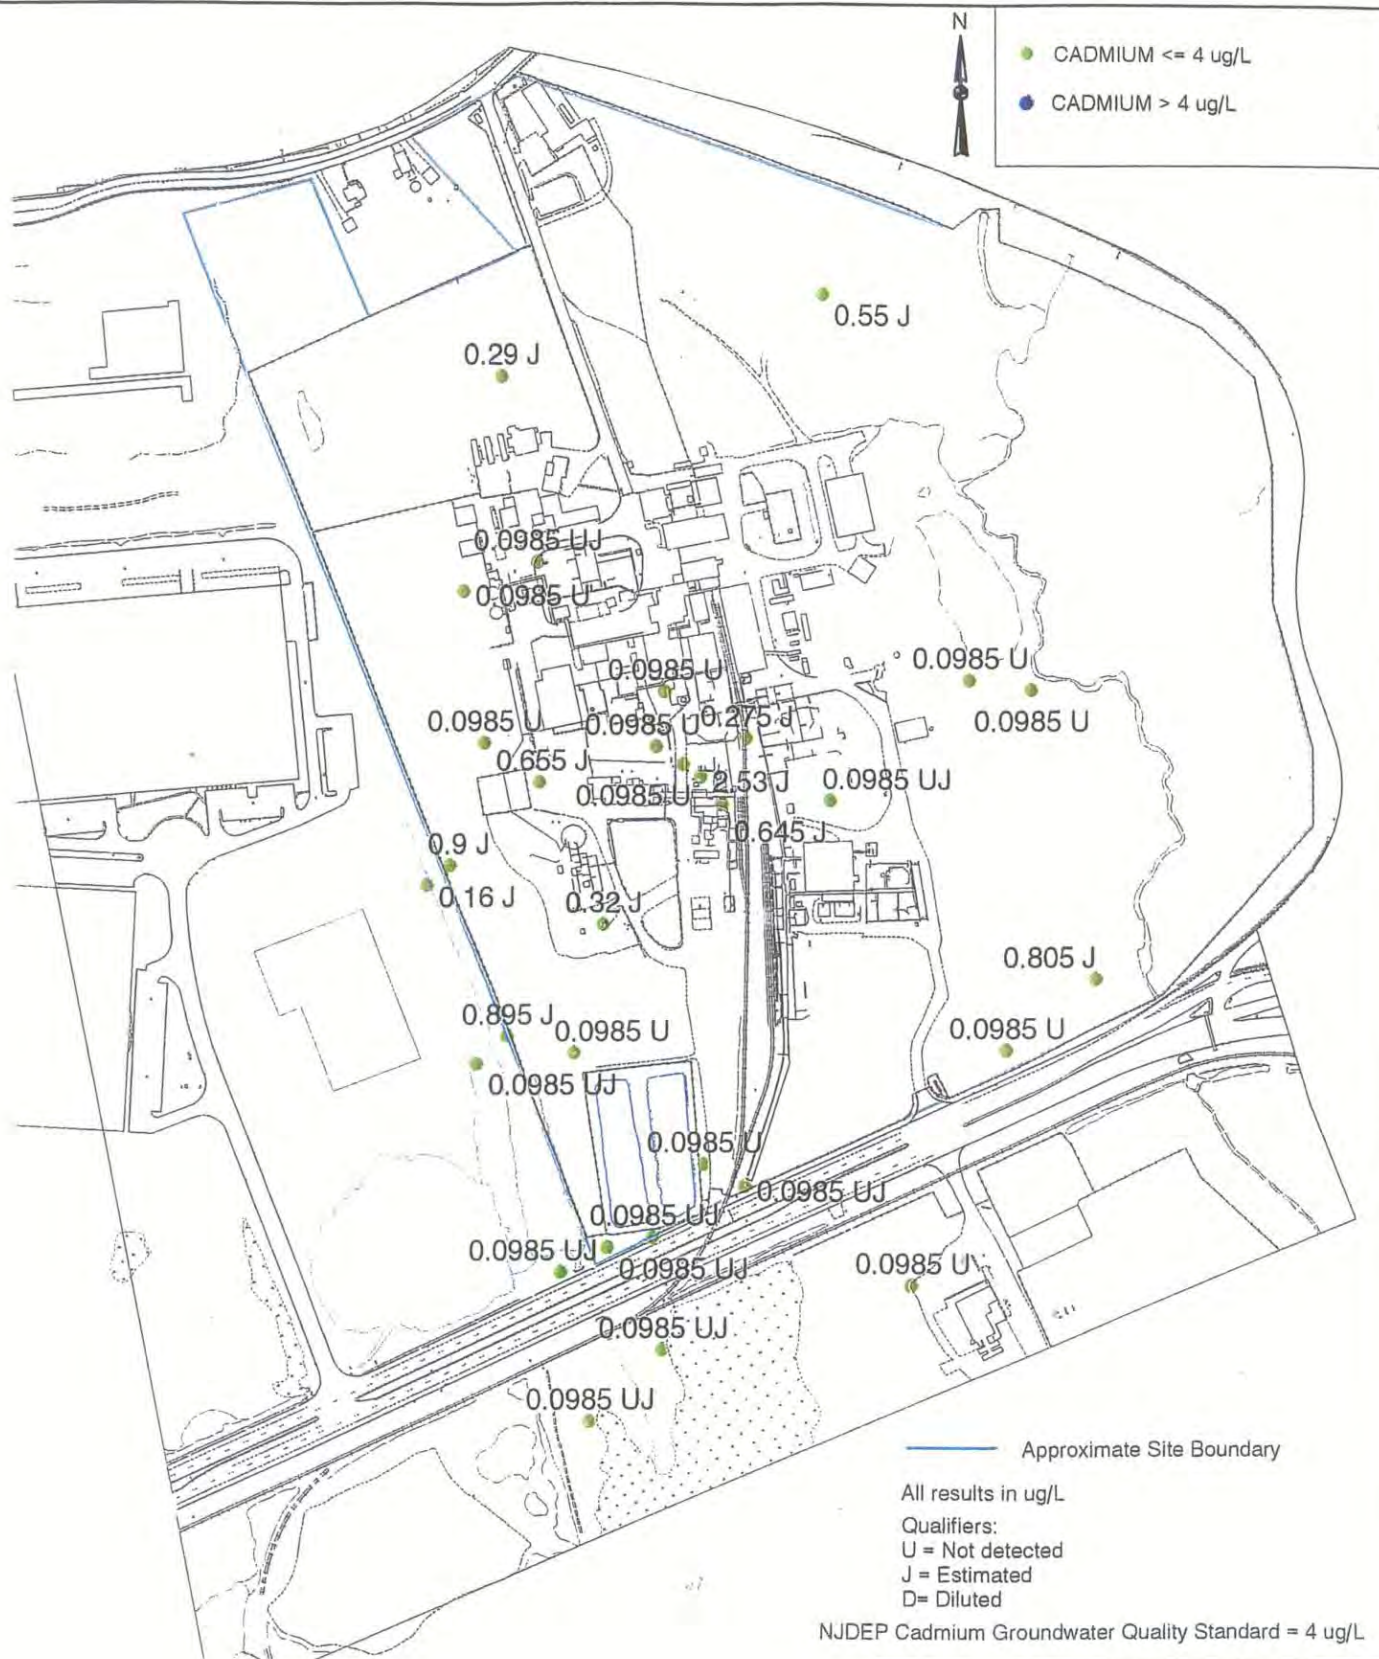 N
CADMIUM <= 4 ug/L
CADMIUM > 4 ug/L
0.55 J
0.29 J
0.0985 UJ
0.0985 U
0.0985 U
0.0985 U
0.0985 U
0.0985 U
0.0985 U
0.275 J
0.655 J
2.53 J
0.0985 UJ
0.0985 U
0.645 J
0.9 J
0.16 J
0.32 J
0.805 J
0.895 J
0.0985 U
0.0985 U
0.0985 UJ
0.0985 U
0.0985 UJ
0.0985 UJ
0.0985 UJ
0.0985 UJ
0.0985 U
0.0985 UJ
0.0985 UJ
Approximate Site Boundary
All results in ug/L
Qualifiers:
U = Not detected
J = Estimated
D= Diluted
NJDEP Cadmium Groundwater Quality Standard = 4 ug/L